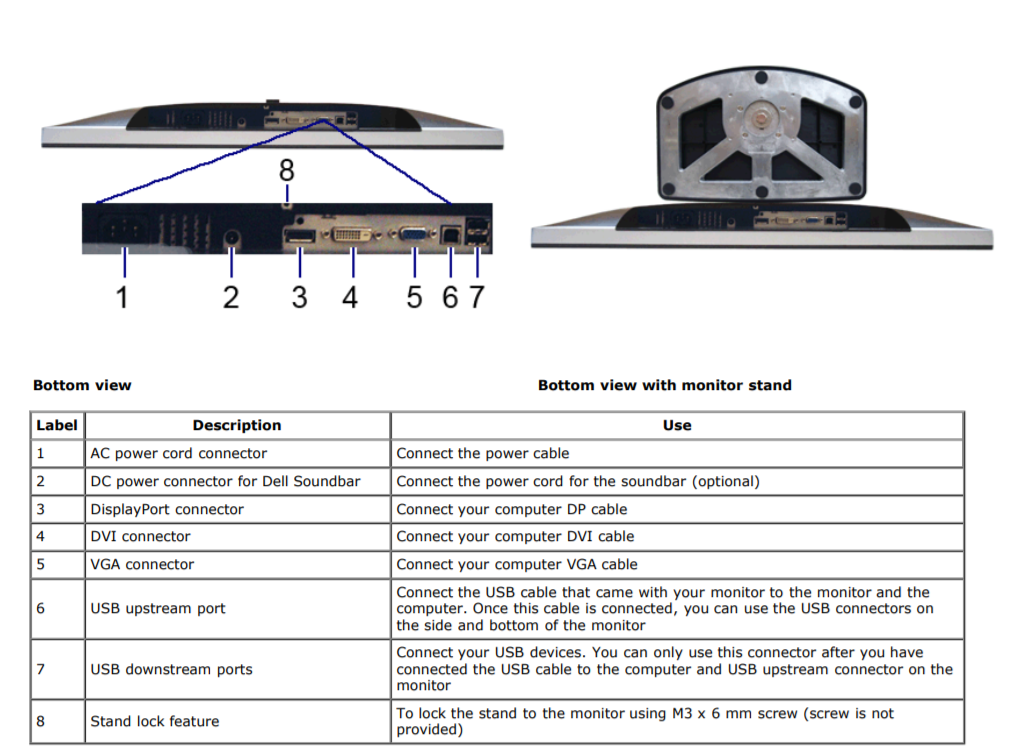 8
1 2 3 4 5 6 7
Bottom view Bottom view with monitor stand
Label Description Use
1 AC power cord connector Connect the power cable
2 DC power connector for Dell Soundbar Connect the power cord for the soundbar (optional)
3 DisplayPort connector Connect your computer DP cable
4 DVI connector Connect your computer DVI cable
5 VGA connector Connect your computer VGA cable
6 USB upstream port Connect the USB cable that came with your monitor to the monitor and the
computer. Once this cable is connected, you can use the USB connectors on
the side and bottom of the monitor
7 USB downstream ports Connect your USB devices. You can only use this connector after you have
connected the USB cable to the computer and USB upstream connector on the
monitor
8 Stand lock feature To lock the stand to the monitor using M3 x 6 mm screw (screw is not
provided)